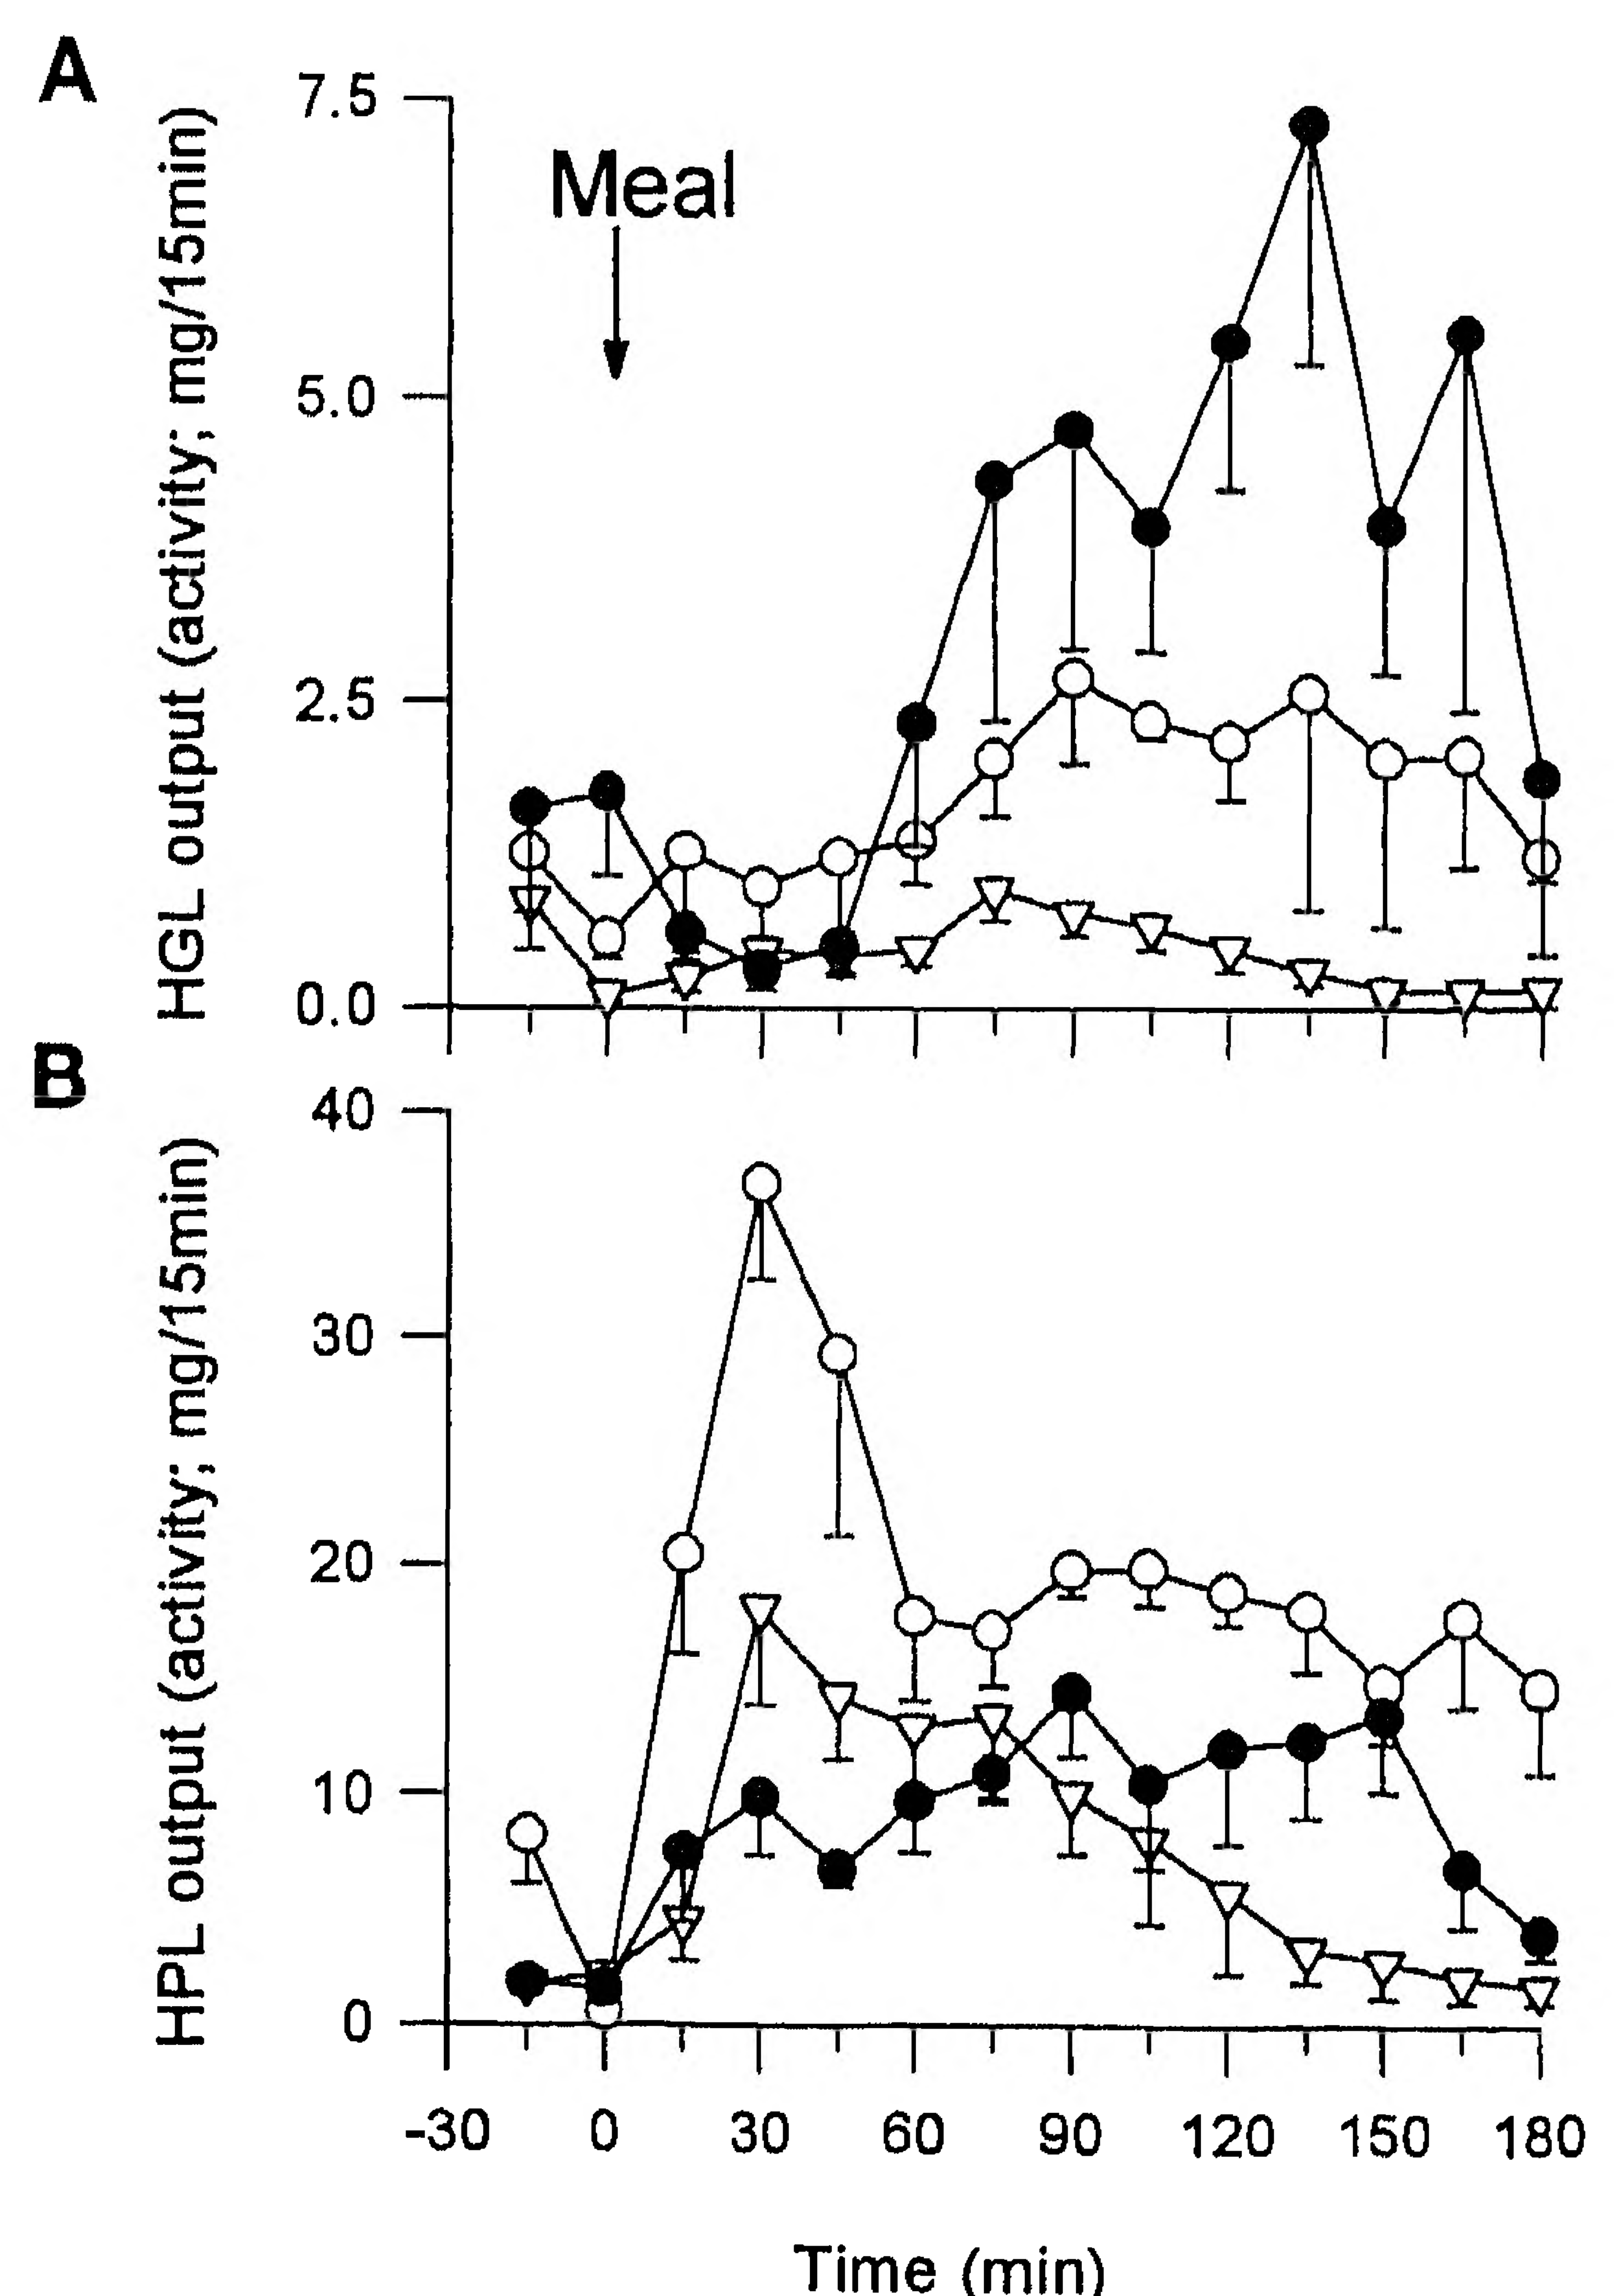 A
HGL output (activity; mg/15min)
7.5
5.0
2.5
0.0
Meal
B
HPL output (activity; mg/15min)
40
30
20
10
0
-30 0 30 60 90 120 150 180
Time (min)